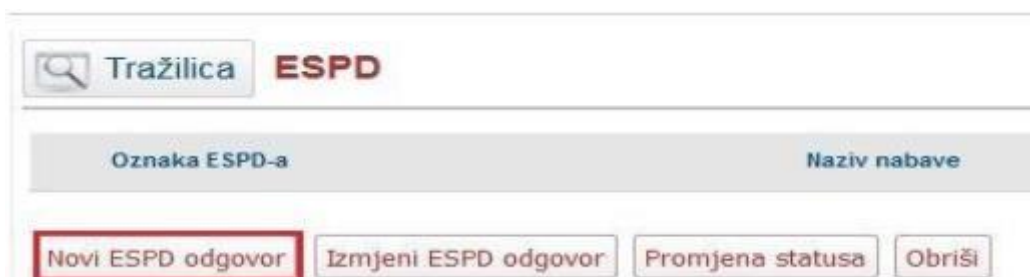 Tražilica ESPD
Oznaka ESPD-a Naziv nabave
Novi ESPD odgovor Izmjeni ESPD odgovor Promjena statusa Obriši